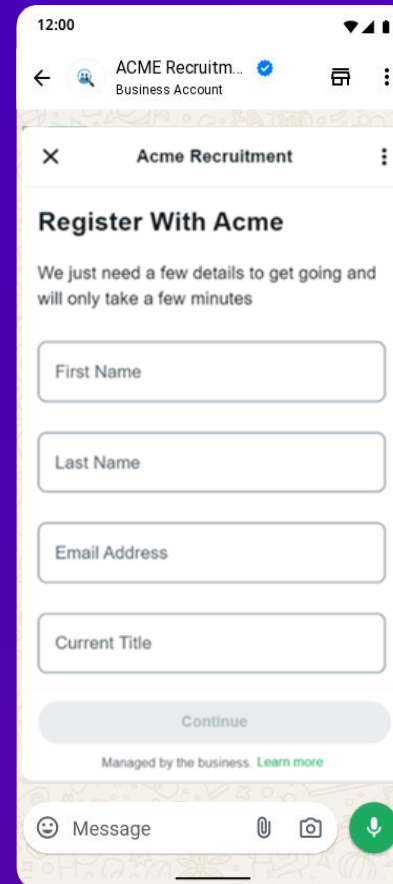 12:00
ACME Recruitm...
Business Account
Acme Recruitment
Register With Acme
We just need a few details to get going and
will only take a few minutes
First Name
Last Name
Email Address
Current Title
Continue
Managed by the business. Learn more
Message